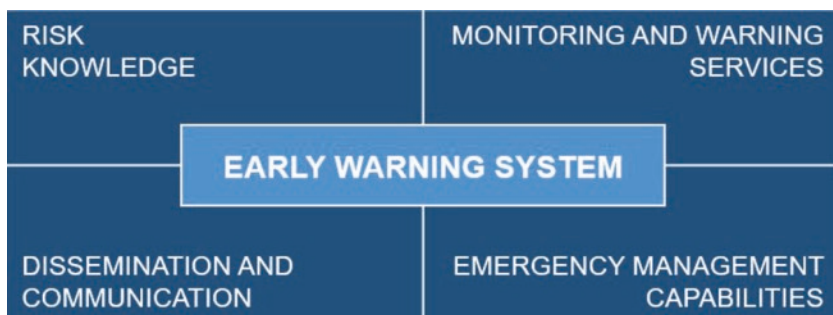 RISK
KNOWLEDGE
MONITORING AND WARNING
SERVICES
EARLY WARNING SYSTEM
DISSEMINATION AND
COMMUNICATION
EMERGENCY MANAGEMENT
CAPABILITIES